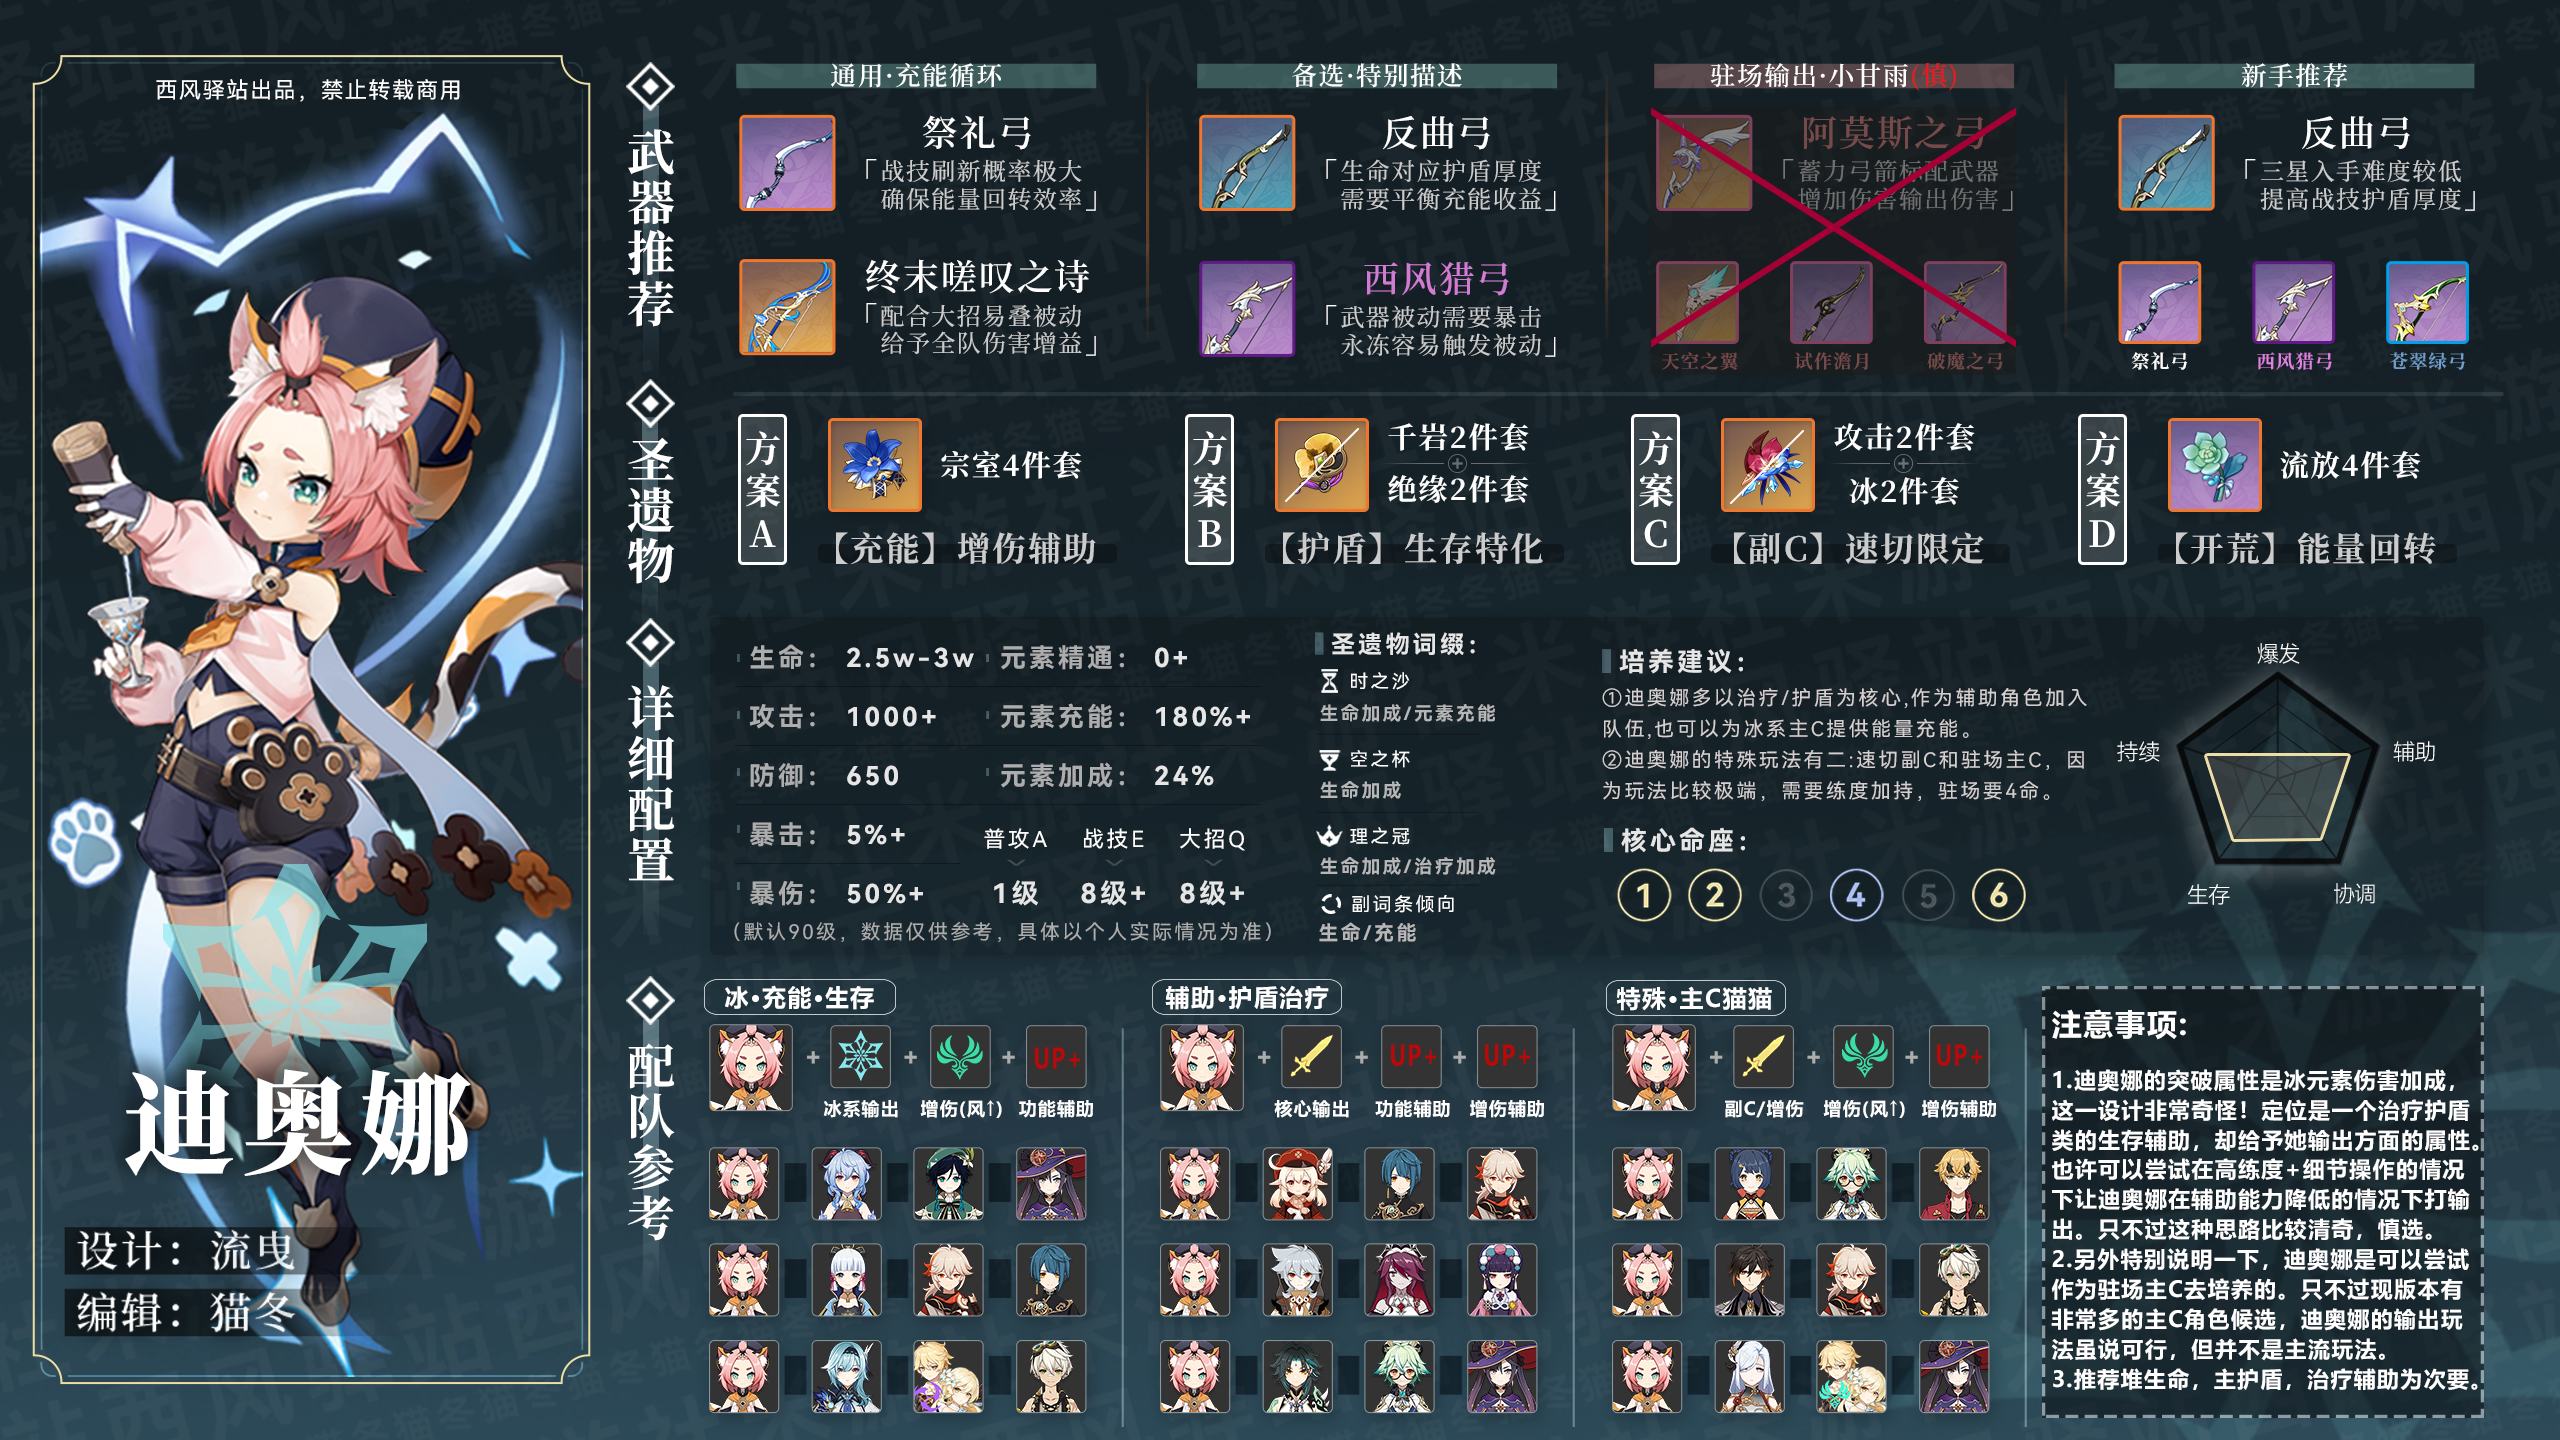 西风驿站出品，禁止转载商用
迪奥娜
设计：流曳
编辑：猫冬
武器推荐
通用·充能循环
祭礼弓
「战技刷新概率极大
确保能量回转效率」
终末嗟叹之诗
「配合大招易叠被动
给予全队伤害增益」
备选·特别描述
反曲弓
「生命对应护盾厚度
需要平衡充能收益」
西风猎弓
「武器被动需要暴击
永冻容易触发被动」
驻场输出·小甘雨(慎)
阿莫斯之弓
「蓄力弓箭标配武器
增加伤害输出伤害」
天空之翼 试作澹月 破魔之弓
新手推荐
反曲弓
「三星入手难度较低
提高战技护盾厚度」
祭礼弓 西风猎弓 苍翠绿弓
圣遗物
方案A
宗室4件套
【充能】增伤辅助
方案B
千岩2件套
绝缘2件套
【护盾】生存特化
方案C
攻击2件套
冰2件套
【副C】速切限定
方案D
流放4件套
【开荒】能量回转
详细配置
生命： 2.5w-3w 元素精通： 0+
攻击： 1000+ 元素充能： 180%+
防御： 650 元素加成： 24%
暴击： 5%+ 普攻A 战技E 大招Q
暴伤： 50%+ 1级 8级+ 8级+
（默认90级，数据仅供参考，具体以个人实际情况为准）
圣遗物词缀：
时之沙
生命加成/元素充能
空之杯
生命加成
理之冠
生命加成/治疗加成
副词条倾向
生命/充能
培养建议：
①迪奥娜多以治疗/护盾为核心,作为辅助角色加入
队伍,也可以为冰系主C提供能量充能。
②迪奥娜的特殊玩法有二:速切副C和驻场主C，因
为玩法比较极端，需要练度加持，驻场要4命。
核心命座：
1 2 3 4 5 6
爆发
持续 辅助
生存 协调
配队参考
冰·充能·生存
+ + + UP+
冰系输出 增伤(风↑) 功能辅助
辅助·护盾治疗
+ + UP+ + UP+
核心输出 功能辅助 增伤辅助
特殊·主C猫猫
+ + + UP+
副C/增伤 增伤(风↑) 增伤辅助
注意事项:
1.迪奥娜的突破属性是冰元素伤害加成，
这一设计非常奇怪！定位是一个治疗护盾
类的生存辅助，却给予她输出方面的属性。
也许可以尝试在高练度+细节操作的情况
下让迪奥娜在辅助能力降低的情况下打输
出。只不过这种思路比较清奇，慎选。
2.另外特别说明一下，迪奥娜是可以尝试
作为驻场主C去培养的。只不过现版本有
非常多的主C角色候选，迪奥娜的输出玩
法虽说可行，但并不是主流玩法。
3.推荐堆生命，主护盾，治疗辅助为次要。